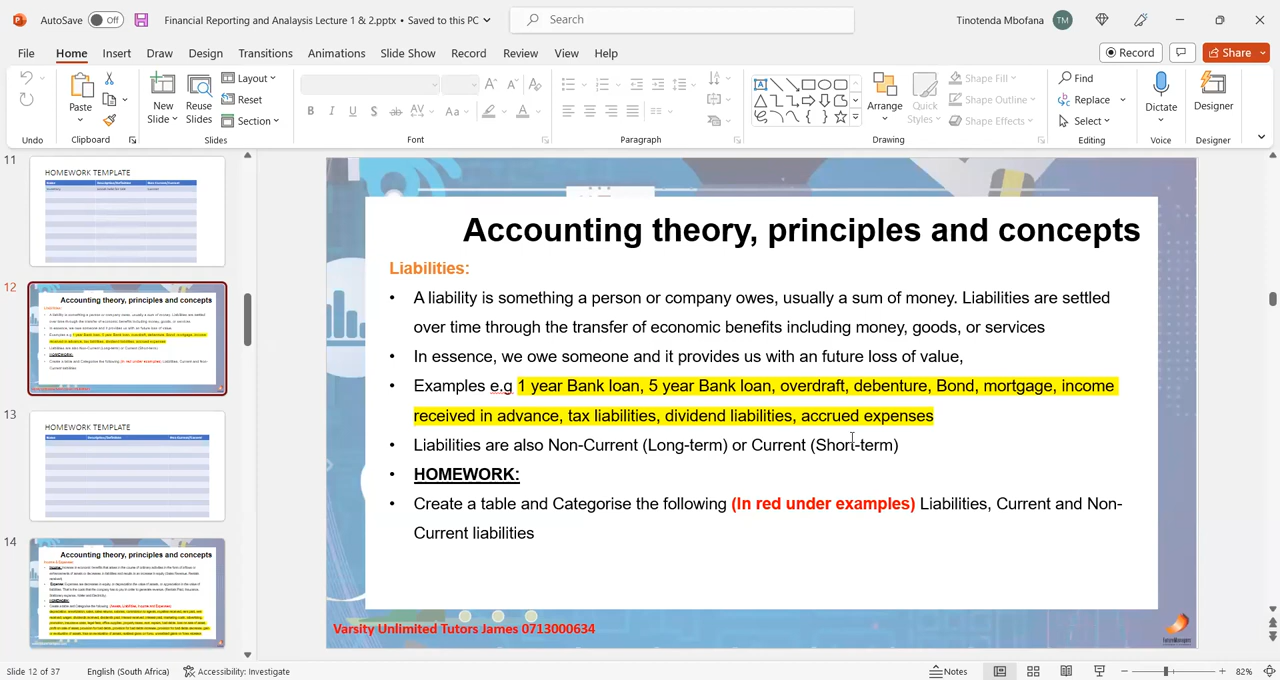 AutoSave Off Financial Reporting and Analaysis Lecture 1 & 2.pptx • Saved to this PC Search Tinotenda Mbofana TM
File Home Insert Draw Design Transitions Animations Slide Show Record Review View Help Record Share
Paste New Slide Reuse Slides Layout Reset Section
B I U S ab AV Aa A
Arrange Quick Styles Shape Fill Shape Outline Shape Effects
Find Replace Select Dictate Designer
Undo Clipboard Slides Font Paragraph Drawing Editing Voice Designer
11
HOMEWORK TEMPLATE
12
Accounting theory, principles and concepts
13
HOMEWORK TEMPLATE
14
Accounting theory, principles and concepts
Accounting theory, principles and concepts
Liabilities:
• A liability is something a person or company owes, usually a sum of money. Liabilities are settled
over time through the transfer of economic benefits including money, goods, or services
• In essence, we owe someone and it provides us with an future loss of value,
• Examples e.g 1 year Bank loan, 5 year Bank loan, overdraft, debenture, Bond, mortgage, income
received in advance, tax liabilities, dividend liabilities, accrued expenses
• Liabilities are also Non-Current (Long-term) or Current (Short-term)
• HOMEWORK:
• Create a table and Categorise the following (In red under examples) Liabilities, Current and Non-
Current liabilities
Varsity Unlimited Tutors James 0713000634
Slide 12 of 37 English (South Africa) Accessibility: Investigate Notes 82%